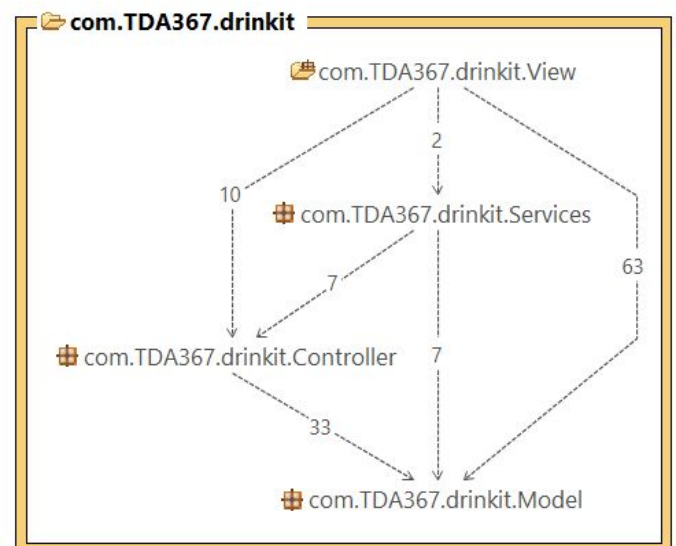 com.TDA367.drinkit
com.TDA367.drinkit.View
2
10
com.TDA367.drinkit.Services
63
7
com.TDA367.drinkit.Controller
7
33
com.TDA367.drinkit.Model